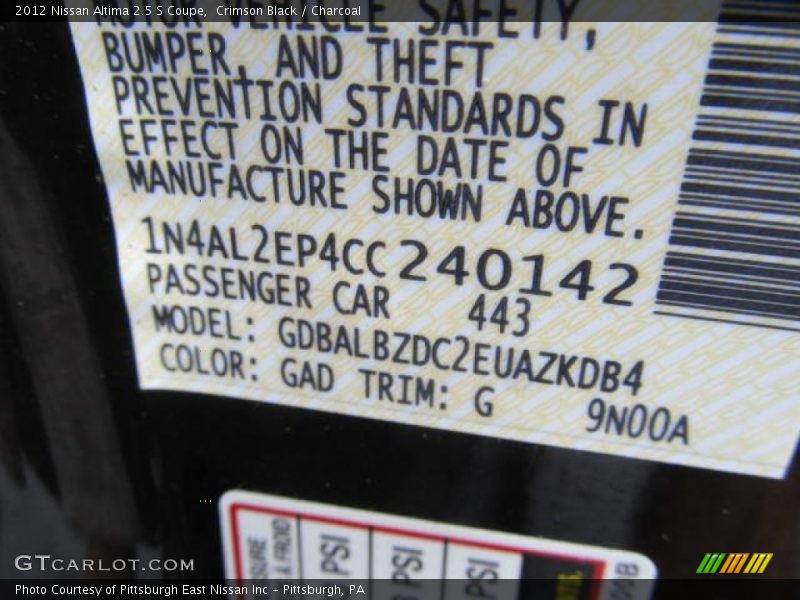 2012 Nissan Altima 2.5 S Coupe,  Crimson Black / Charcoal
VEHICLE SAFETY,
BUMPER, AND THEFT
PREVENTION STANDARDS IN
EFFECT ON THE DATE OF
MANUFACTURE SHOWN ABOVE.
1N4AL2EP4CC240142
PASSENGER CAR 443
MODEL: GDBALBZDC2EUAZKDB4
COLOR: GAD TRIM: G 9N00A
PSI
PSI
PSI
GTCARLOT.COM
Photo Courtesy of Pittsburgh East Nissan Inc - Pittsburgh, PA